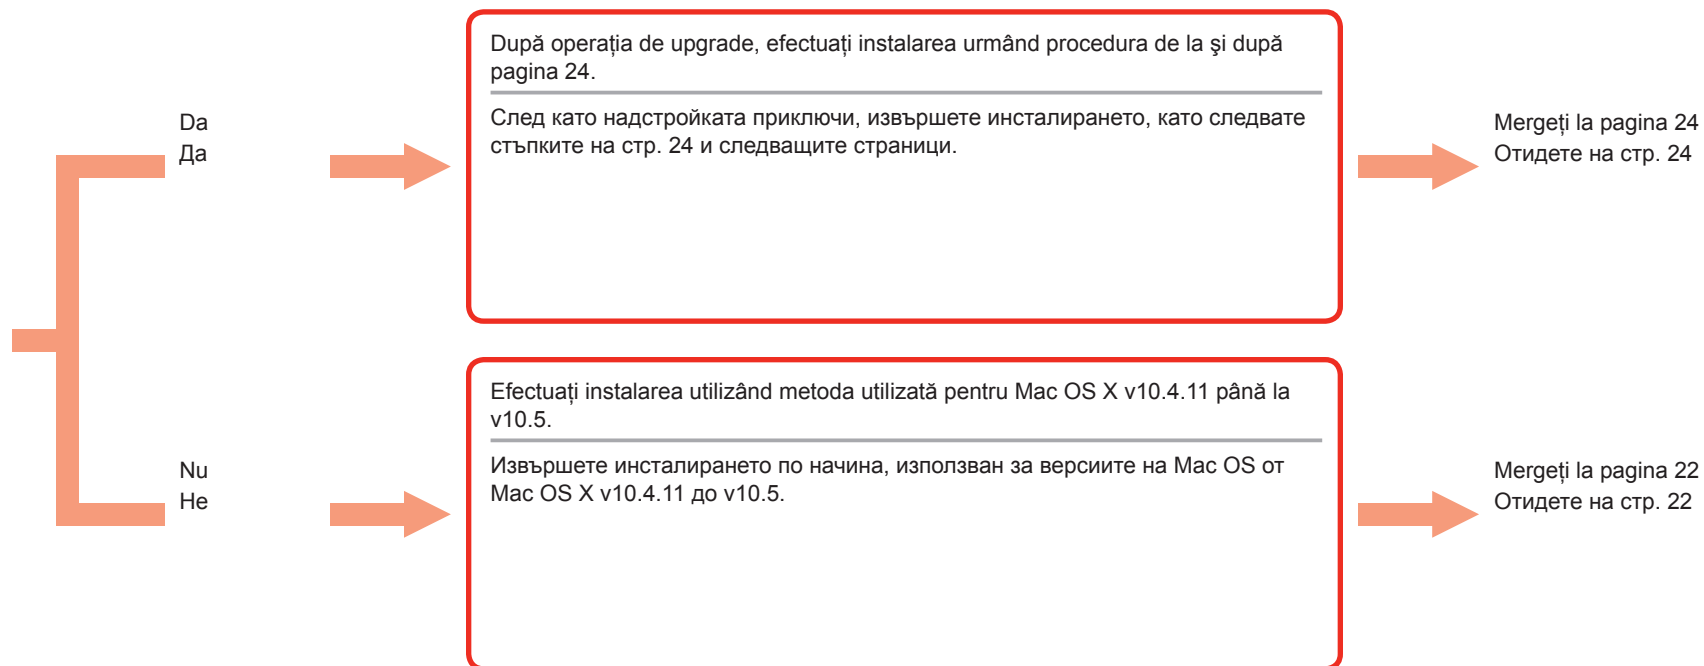 Da
Да
După operația de upgrade, efectuați instalarea urmând procedura de la şi după
pagina 24.
След като надстройката приключи, извършете инсталирането, като следвате
стъпките на стр. 24 и следващите страници.
Mergeți la pagina 24
Отидете на стр. 24
Nu
Не
Efectuați instalarea utilizând metoda utilizată pentru Mac OS X v10.4.11 până la
v10.5.
Извършете инсталирането по начина, използван за версиите на Mac OS от
Mac OS X v10.4.11 до v10.5.
Mergeți la pagina 22
Отидете на стр. 22